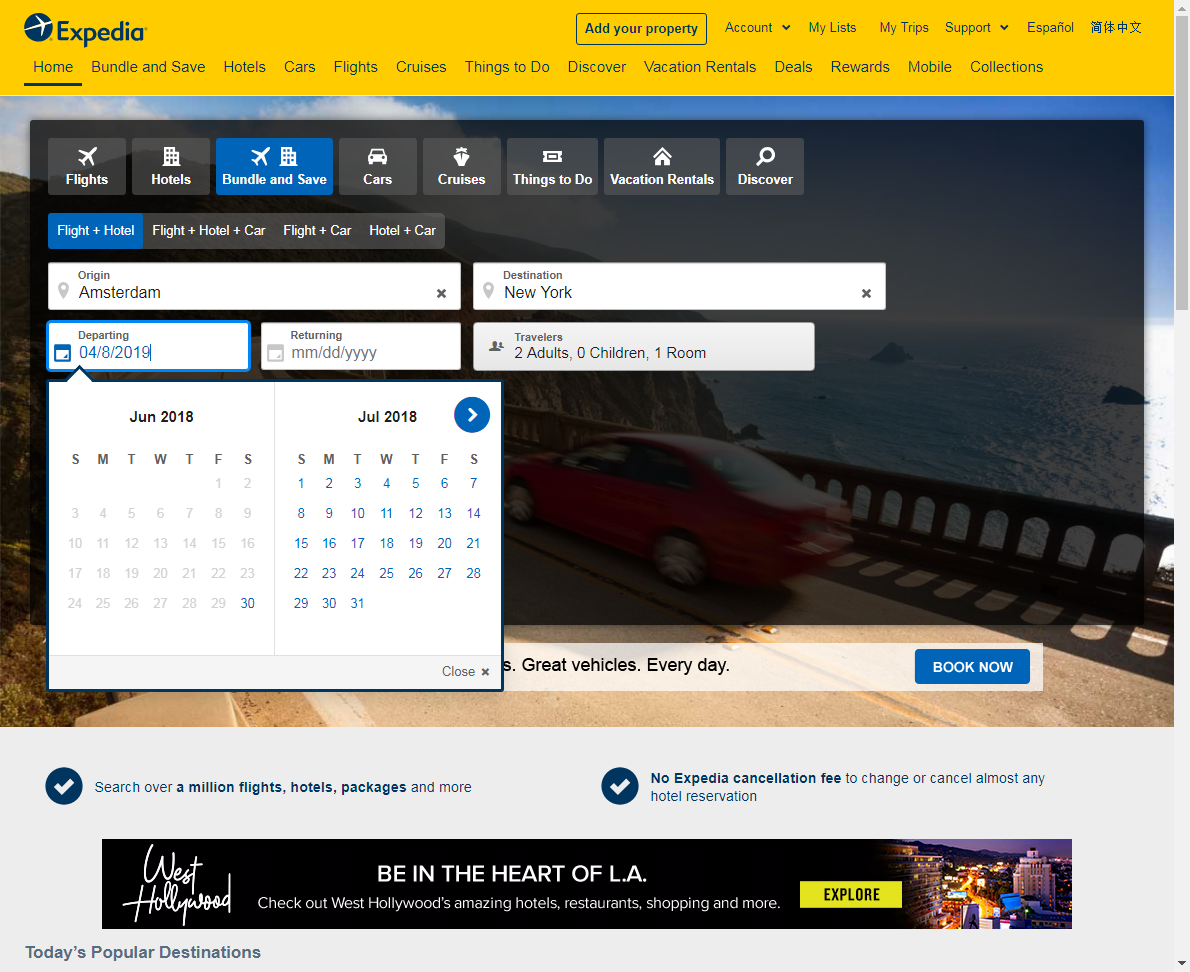 Expedia
Add your property
Account
My Lists
My Trips
Support
Español
简体中文
Home
Bundle and Save
Hotels
Cars
Flights
Cruises
Things to Do
Discover
Vacation Rentals
Deals
Rewards
Mobile
Collections
Flights
Hotels
Bundle and Save
Cars
Cruises
Things to Do
Vacation Rentals
Discover
Flight + Hotel
Flight + Hotel + Car
Flight + Car
Hotel + Car
Origin
Amsterdam
Destination
New York
Departing
04/8/2019
Returning
mm/dd/yyyy
Travelers
2 Adults, 0 Children, 1 Room
Jun 2018
S M T W T F S
1 2
3 4 5 6 7 8 9
10 11 12 13 14 15 16
17 18 19 20 21 22 23
24 25 26 27 28 29 30
Jul 2018
S M T W T F S
1 2 3 4 5 6 7
8 9 10 11 12 13 14
15 16 17 18 19 20 21
22 23 24 25 26 27 28
29 30 31
Close
s. Great vehicles. Every day.
BOOK NOW
Search over a million flights, hotels, packages and more
No Expedia cancellation fee to change or cancel almost any
hotel reservation
West
Hollywood
BE IN THE HEART OF L.A.
Check out West Hollywood's amazing hotels, restaurants, shopping and more.
EXPLORE
Today's Popular Destinations